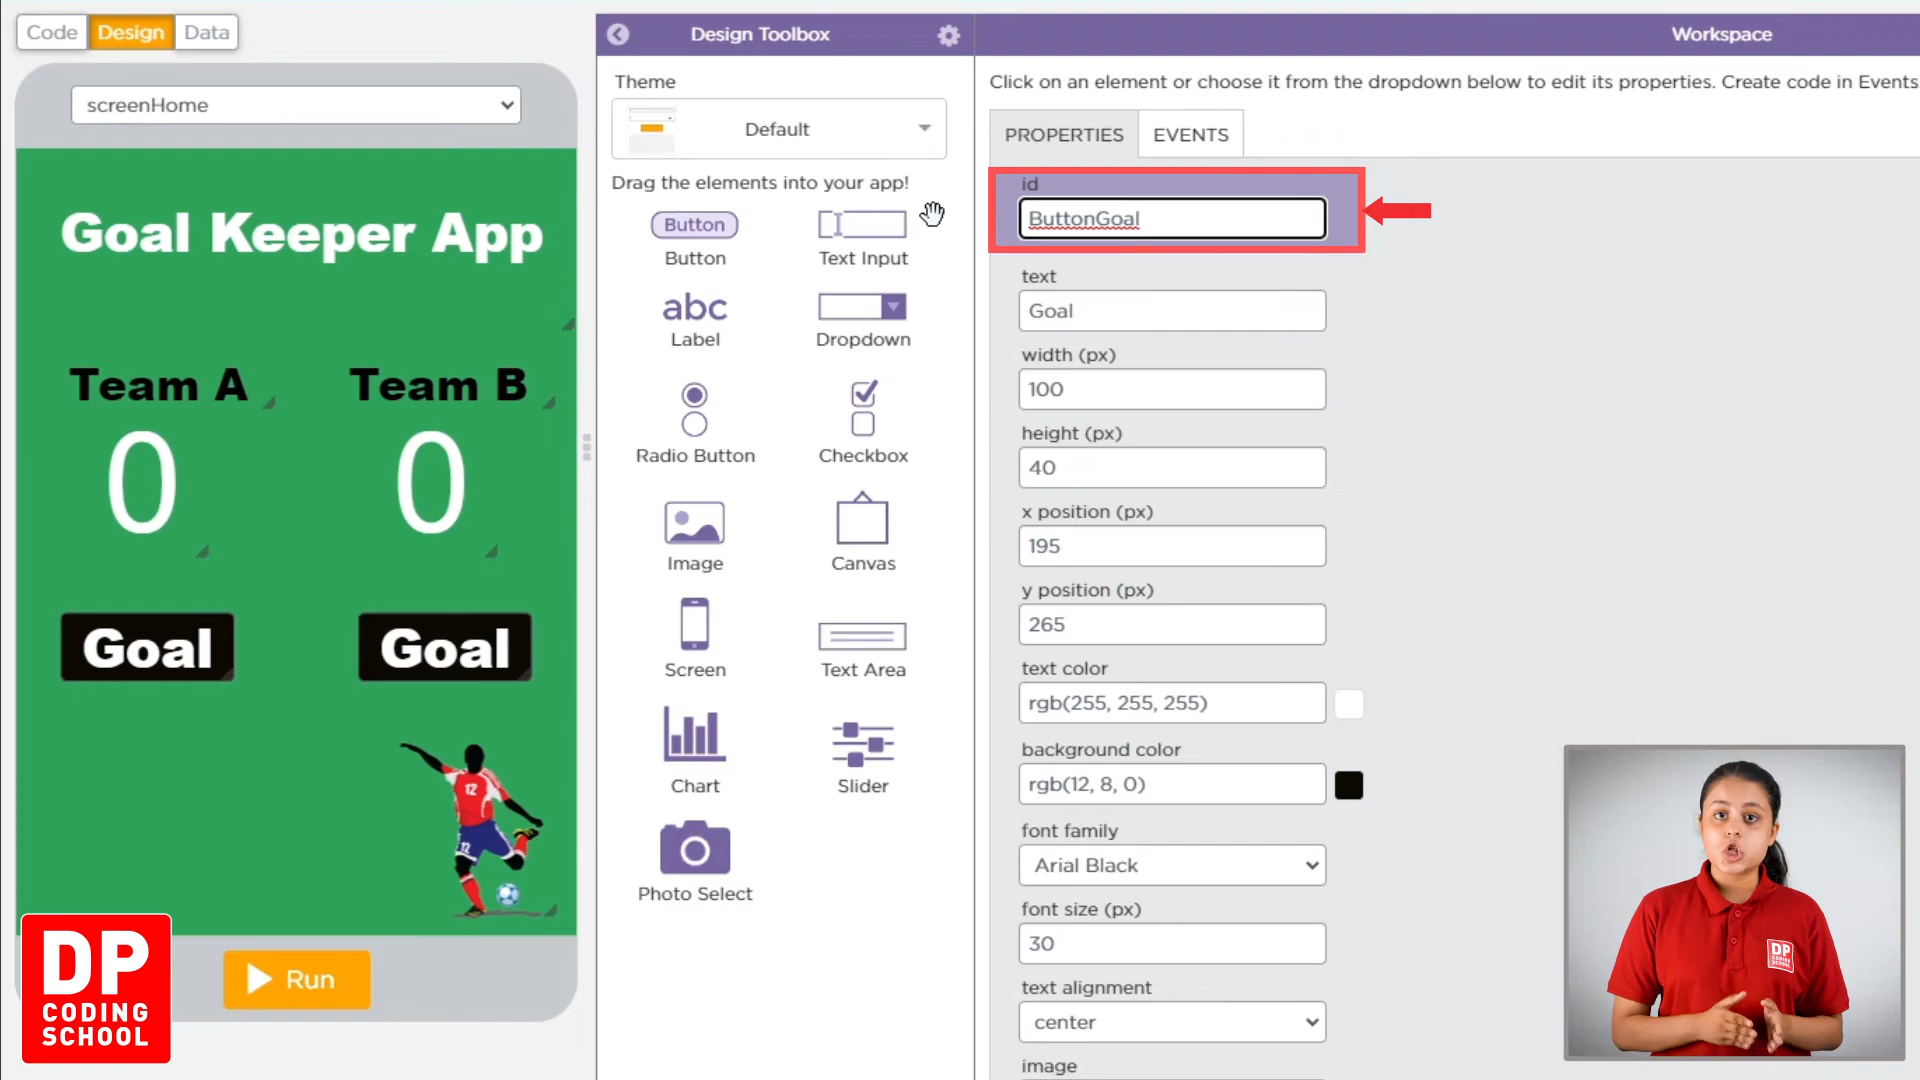 Code Design Data
screenHome
Goal Keeper App
Team A Team B
0 0
Goal Goal
12
12
Run
DP
CODING
SCHOOL
Design Toolbox
Theme
Default
Drag the elements into your app!
Button
Button Text Input
abc
Label Dropdown
Radio Button Checkbox
Image Canvas
Screen Text Area
Chart Slider
Photo Select
Workspace
Click on an element or choose it from the dropdown below to edit its properties. Create code in Events
PROPERTIES EVENTS
id
ButtonGoal
text
Goal
width (px)
100
height (px)
40
x position (px)
195
y position (px)
265
text color
rgb(255, 255, 255)
background color
rgb(12, 8, 0)
font family
Arial Black
font size (px)
30
text alignment
center
image
DP
CODING
SCHOOL